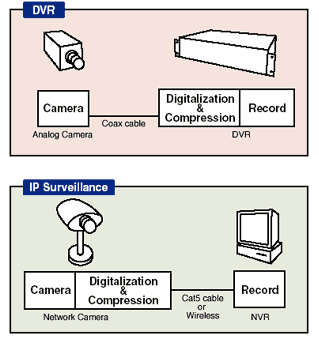 DVR
Camera
Digitalization
&
Compression
Record
Coax cable
Analog Camera
DVR
IP Surveillance
Camera
Digitalization
&
Compression
Record
Cat5 cable
or
Wireless
Network Camera
NVR